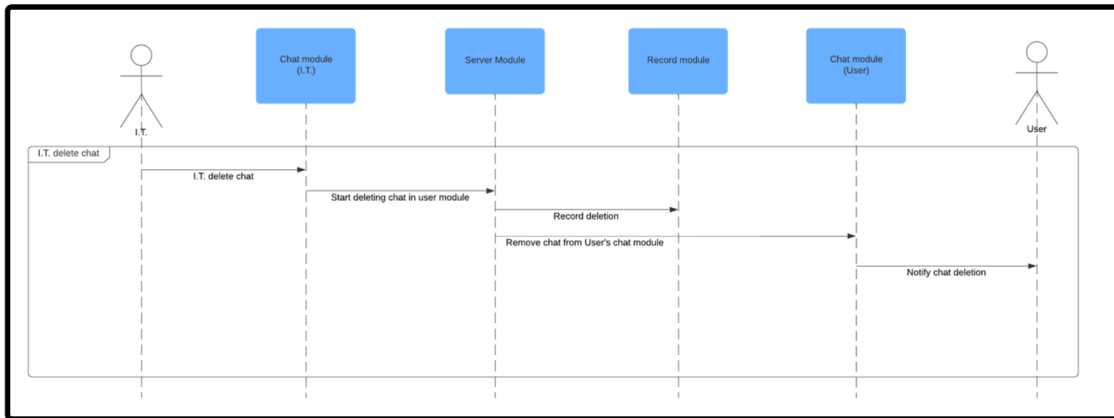 Chat module
(I.T.)
Server Module
Record module
Chat module
(User)
I.T.
User
I.T. delete chat
I.T. delete chat
Start deleting chat in user module
Record deletion
Remove chat from User's chat module
Notify chat deletion